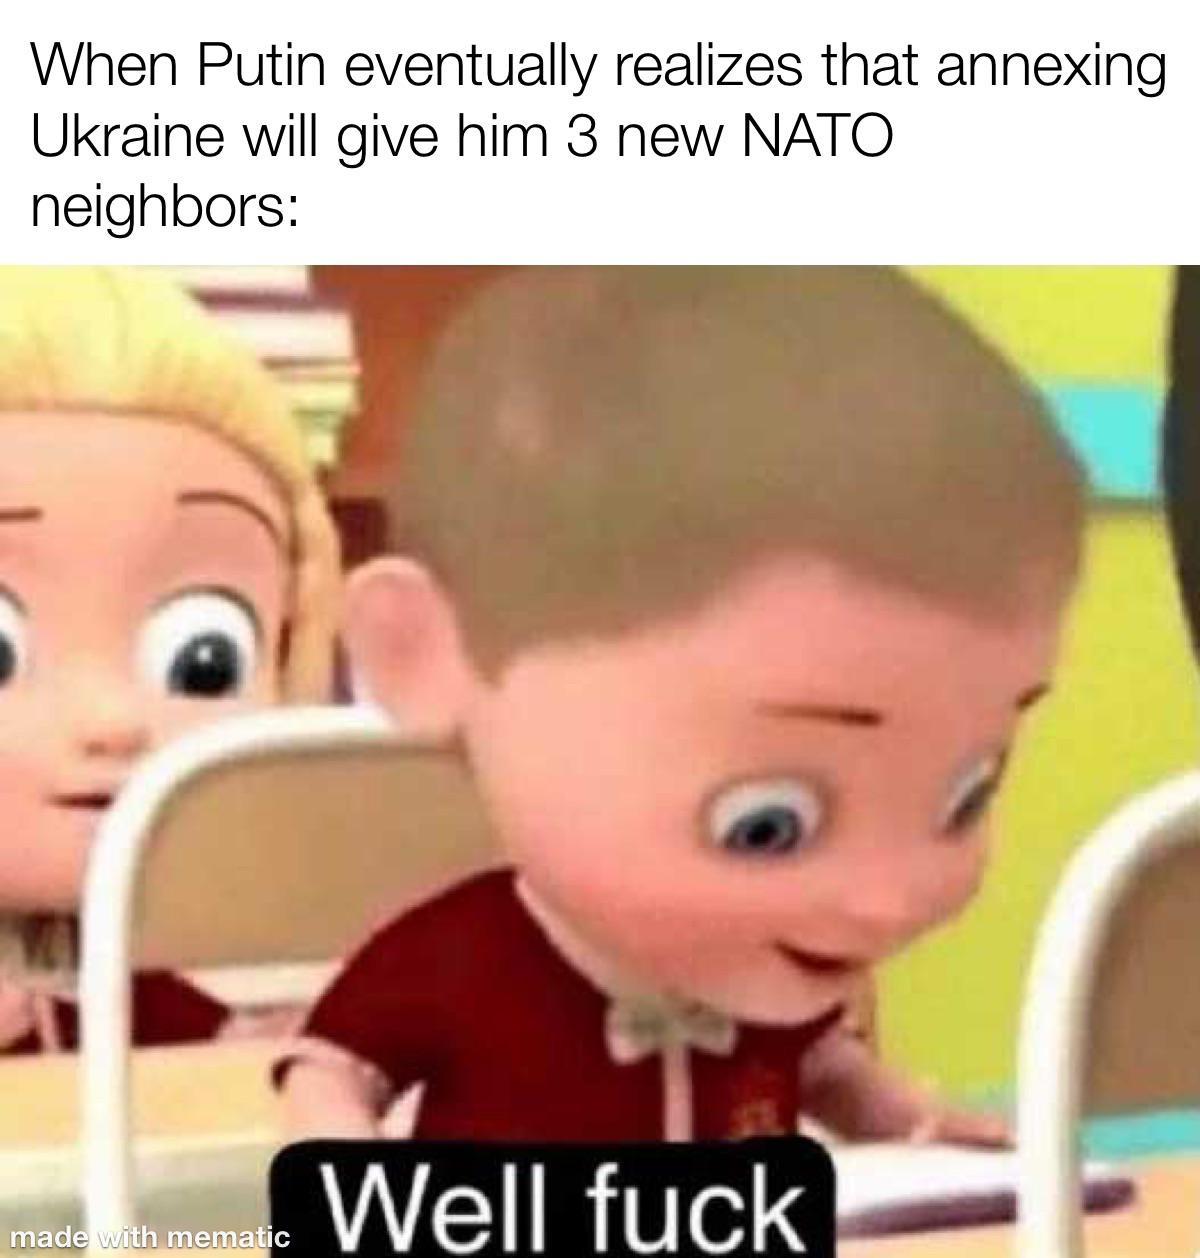 When Putin eventually realizes that annexing
Ukraine will give him 3 new NATO
neighbors:
Well fuck
made with mematic